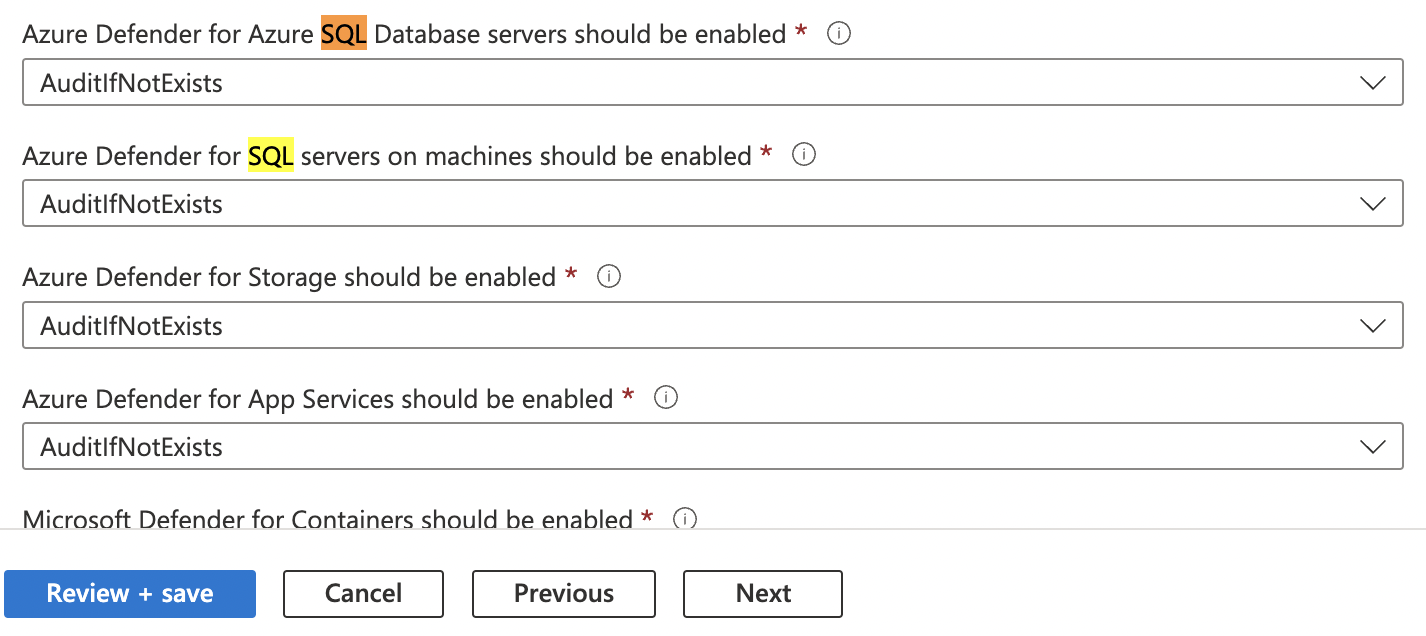 Azure Defender for Azure SQL Database servers should be enabled *
AuditIfNotExists
Azure Defender for SQL servers on machines should be enabled *
AuditIfNotExists
Azure Defender for Storage should be enabled *
AuditIfNotExists
Azure Defender for App Services should be enabled *
AuditIfNotExists
Microsoft Defender for Containers should be enabled *
Review + save Cancel Previous Next